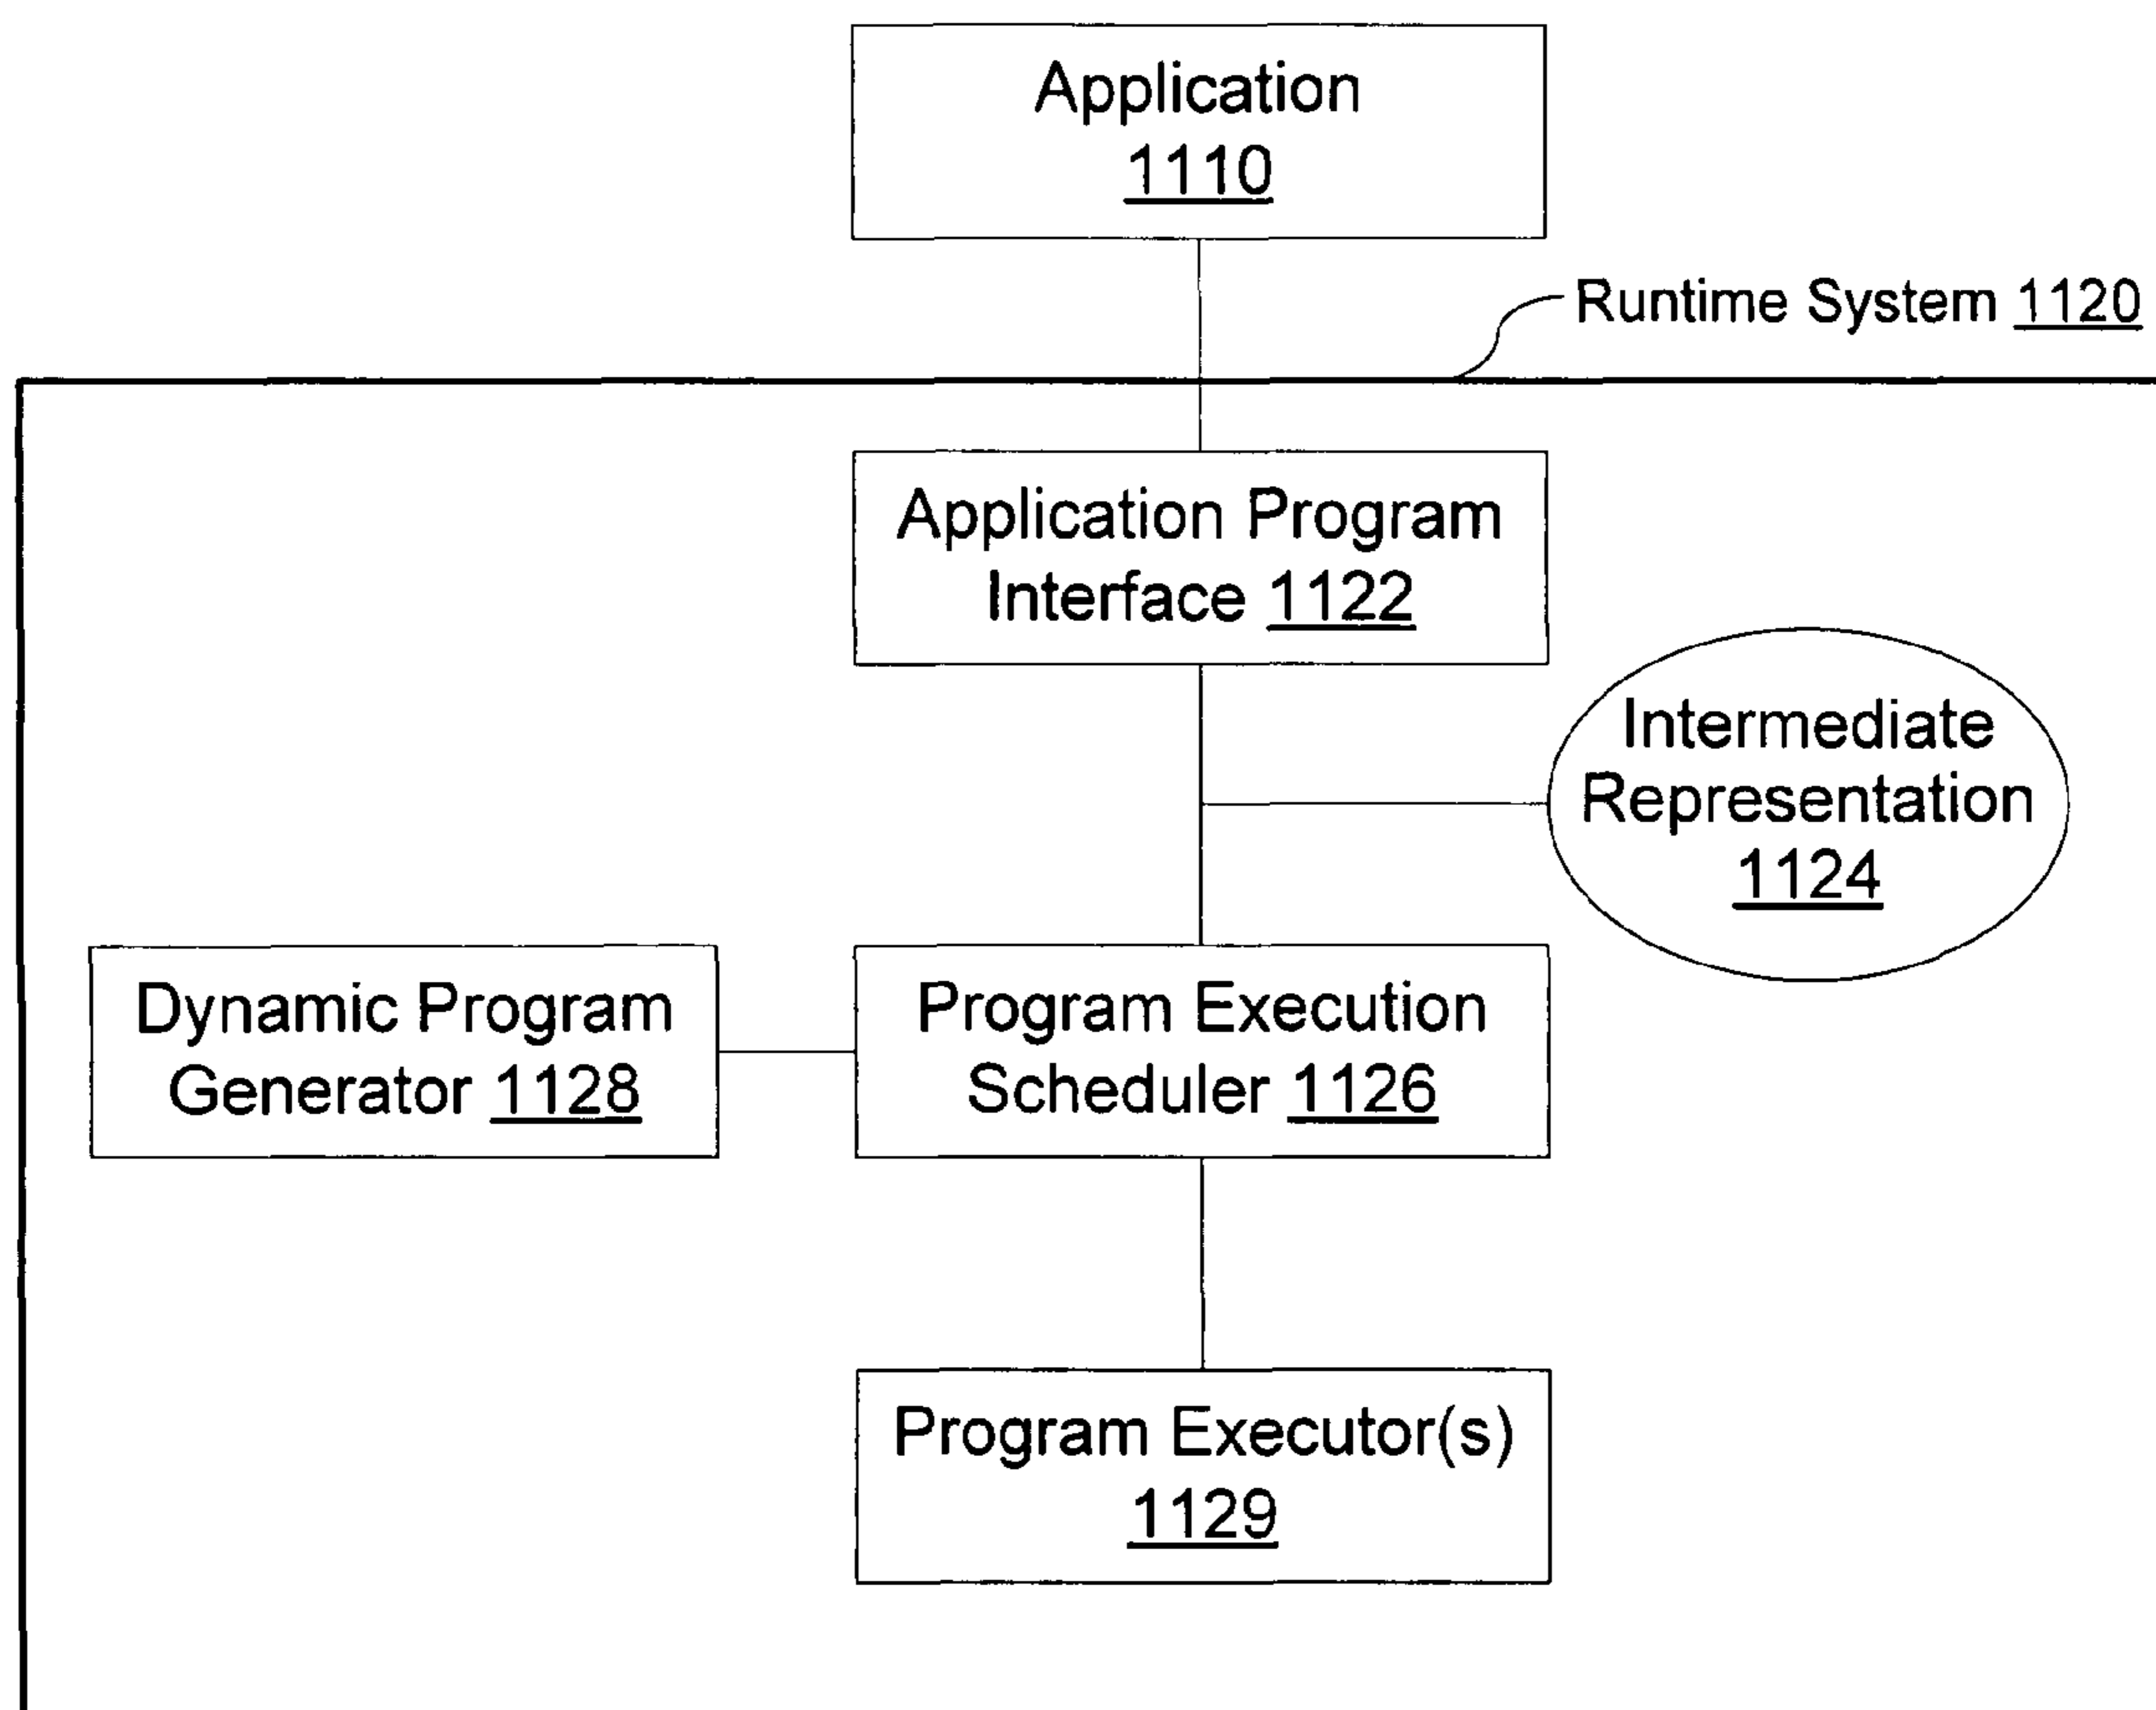 Application
1110
Runtime System 1120
Application Program
Interface 1122
Intermediate
Representation
1124
Dynamic Program
Generator 1128
Program Execution
Scheduler 1126
Program Executor(s)
1129